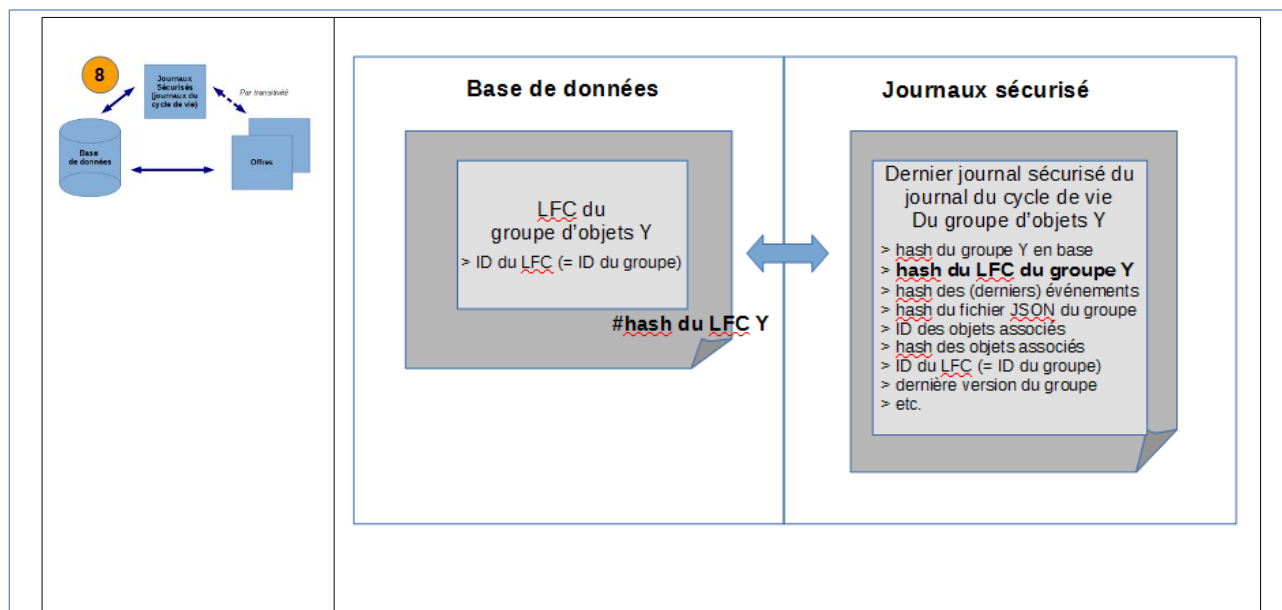 8
Journaux
Sécurisés
(journaux du
cycle de vie)
Par transitivité
Base
de données
Offres
Base de données
LFC du
groupe d'objets Y
> ID du LFC (= ID du groupe)
#hash du LFC Y
Journaux sécurisé
Dernier journal sécurisé du
journal du cycle de vie
Du groupe d'objets Y
> hash du groupe Y en base
> hash du LFC du groupe Y
> hash des (derniers) événements
> hash du fichier JSON du groupe
> ID des objets associés
> hash des objets associés
> ID du LFC (= ID du groupe)
> dernière version du groupe
> etc.